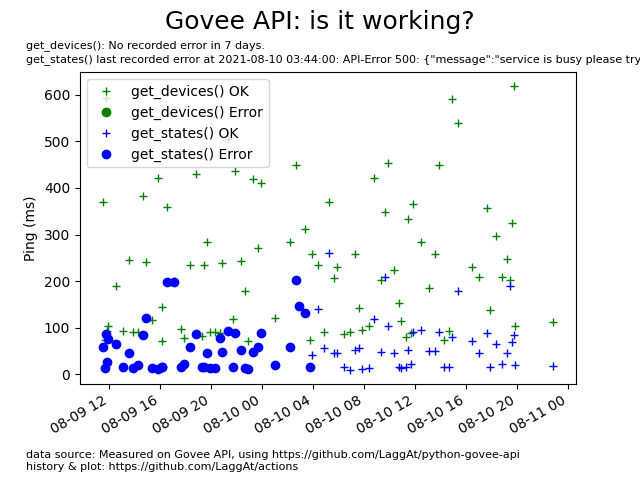 Govee API: is it working?
get_devices(): No recorded error in 7 days.
get_states() last recorded error at 2021-08-10 03:44:00: API-Error 500: {"message":"service is busy please try
get_devices() OK
get_devices() Error
get_states() OK
get_states() Error
Ping (ms)
600
500
400
300
200
100
0
08-09 12
08-09 16
08-09 20
08-10 00
08-10 04
08-10 08
08-10 12
08-10 16
08-10 20
08-11 00
data source: Measured on Govee API, using https://github.com/LaggAt/python-govee-api
history & plot: https://github.com/LaggAt/actions